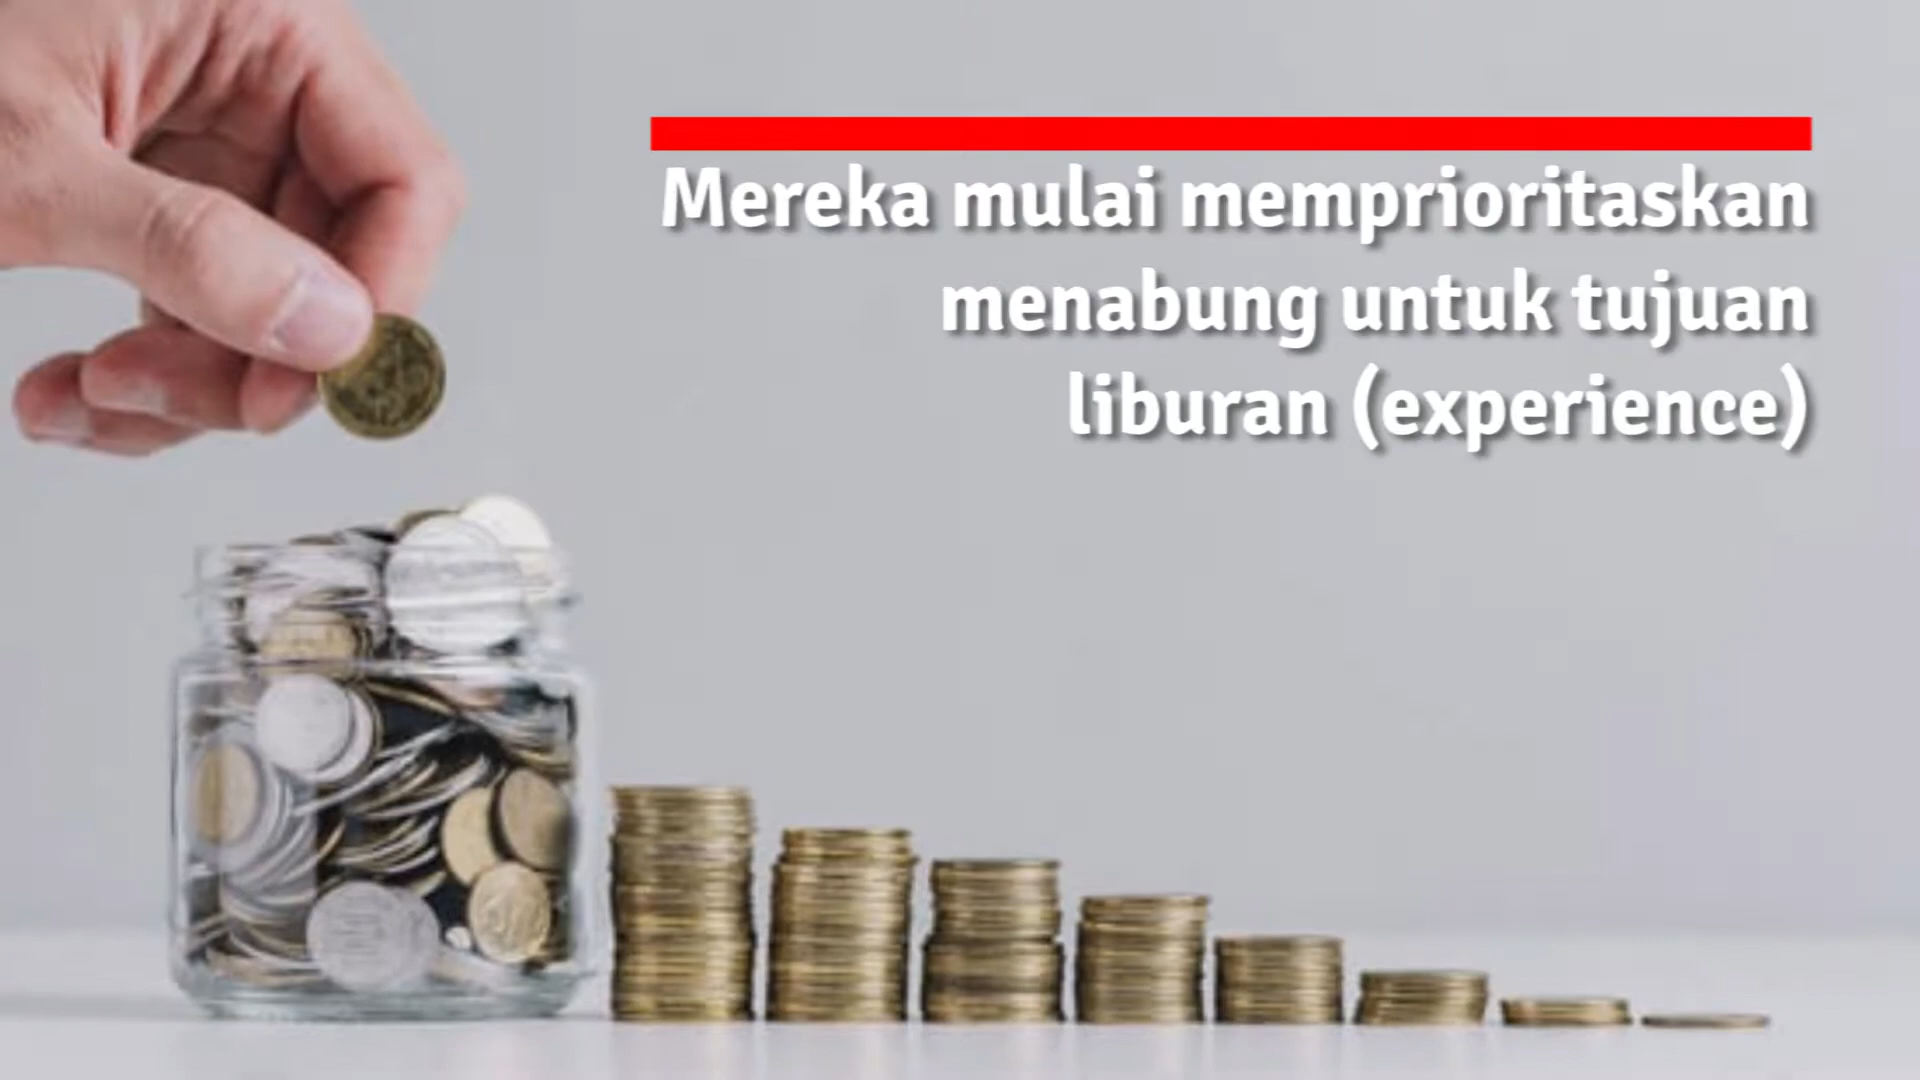 Mereka mulai memprioritaskan
menabung untuk tujuan
liburan (experience)